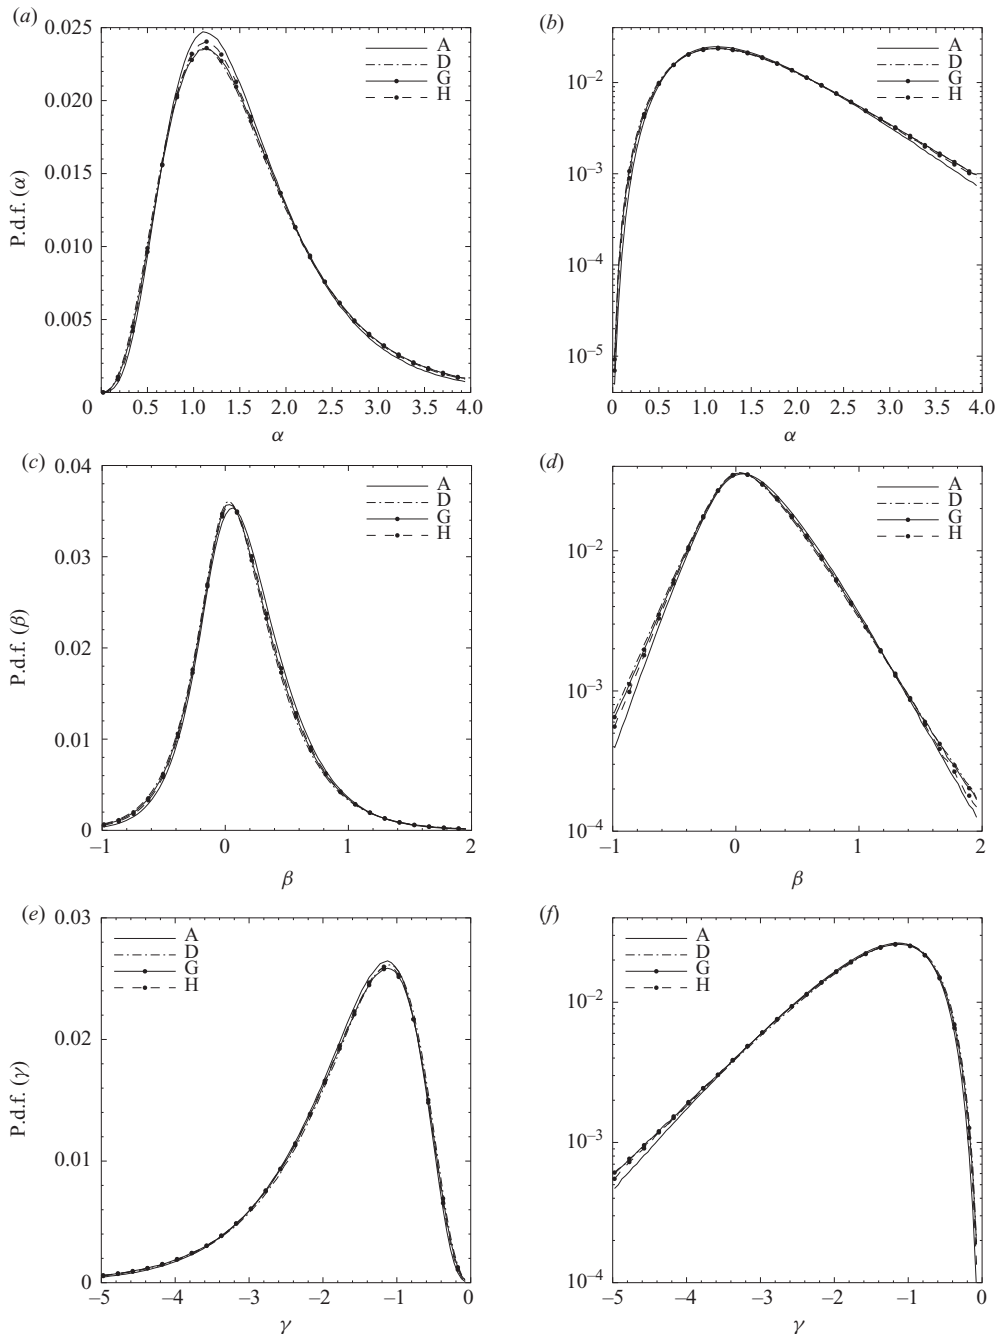 (a)
0.025
0.020
0.015
0.010
0.005
0
0.5 1.0 1.5 2.0 2.5 3.0 3.5 4.0
P.d.f. (α)
α
A
D
G
H
(b)
10⁻²
10⁻³
10⁻⁴
10⁻⁵
0 0.5 1.0 1.5 2.0 2.5 3.0 3.5 4.0
α
A
D
G
H
(c)
0.04
0.03
0.02
0.01
0
–1 0 1 2
P.d.f. (β)
β
A
D
G
H
(d)
10⁻²
10⁻³
10⁻⁴
–1 0 1 2
β
A
D
G
H
(e)
0.03
0.02
0.01
0
–5 –4 –3 –2 –1 0
P.d.f. (γ)
γ
A
D
G
H
(f)
10⁻²
10⁻³
10⁻⁴
–5 –4 –3 –2 –1 0
γ
A
D
G
H